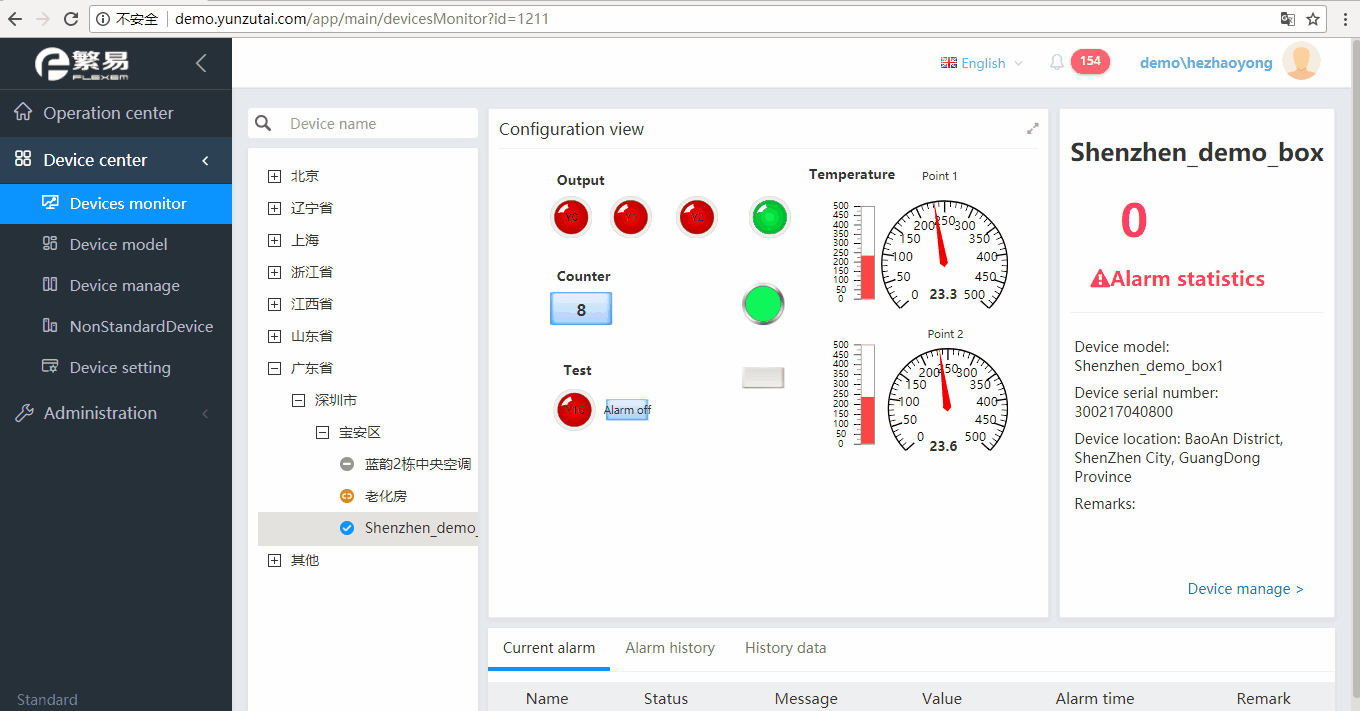 不安全
demo.yunzutai.com/app/main/devicesMonitor?id=1211
繁易
FLEXEM
English
154
demo\hezhaoyong
Operation center
Device center
Devices monitor
Device model
Device manage
NonStandardDevice
Device setting
Administration
Standard
Device name
北京
辽宁省
上海
浙江省
江西省
山东省
广东省
深圳市
宝安区
蓝韵2栋中央空调
老化房
Shenzhen_demo_
其他
Configuration view
Output
Y0
Y1
Y2
Counter
8
Test
Y10
Alarm off
Temperature
Point 1
500
450
400
350
300
250
200
150
100
50
0
0
50
100
150
200
250
300
350
400
450
500
23.3
Point 2
500
450
400
350
300
250
200
150
100
50
0
0
50
100
150
200
250
300
350
400
450
500
23.6
Shenzhen_demo_box
0
Alarm statistics
Device model:
Shenzhen_demo_box1
Device serial number:
300217040800
Device location: BaoAn District,
ShenZhen City, GuangDong
Province
Remarks:
Device manage >
Current alarm Alarm history History data
Name Status Message Value Alarm time Remark